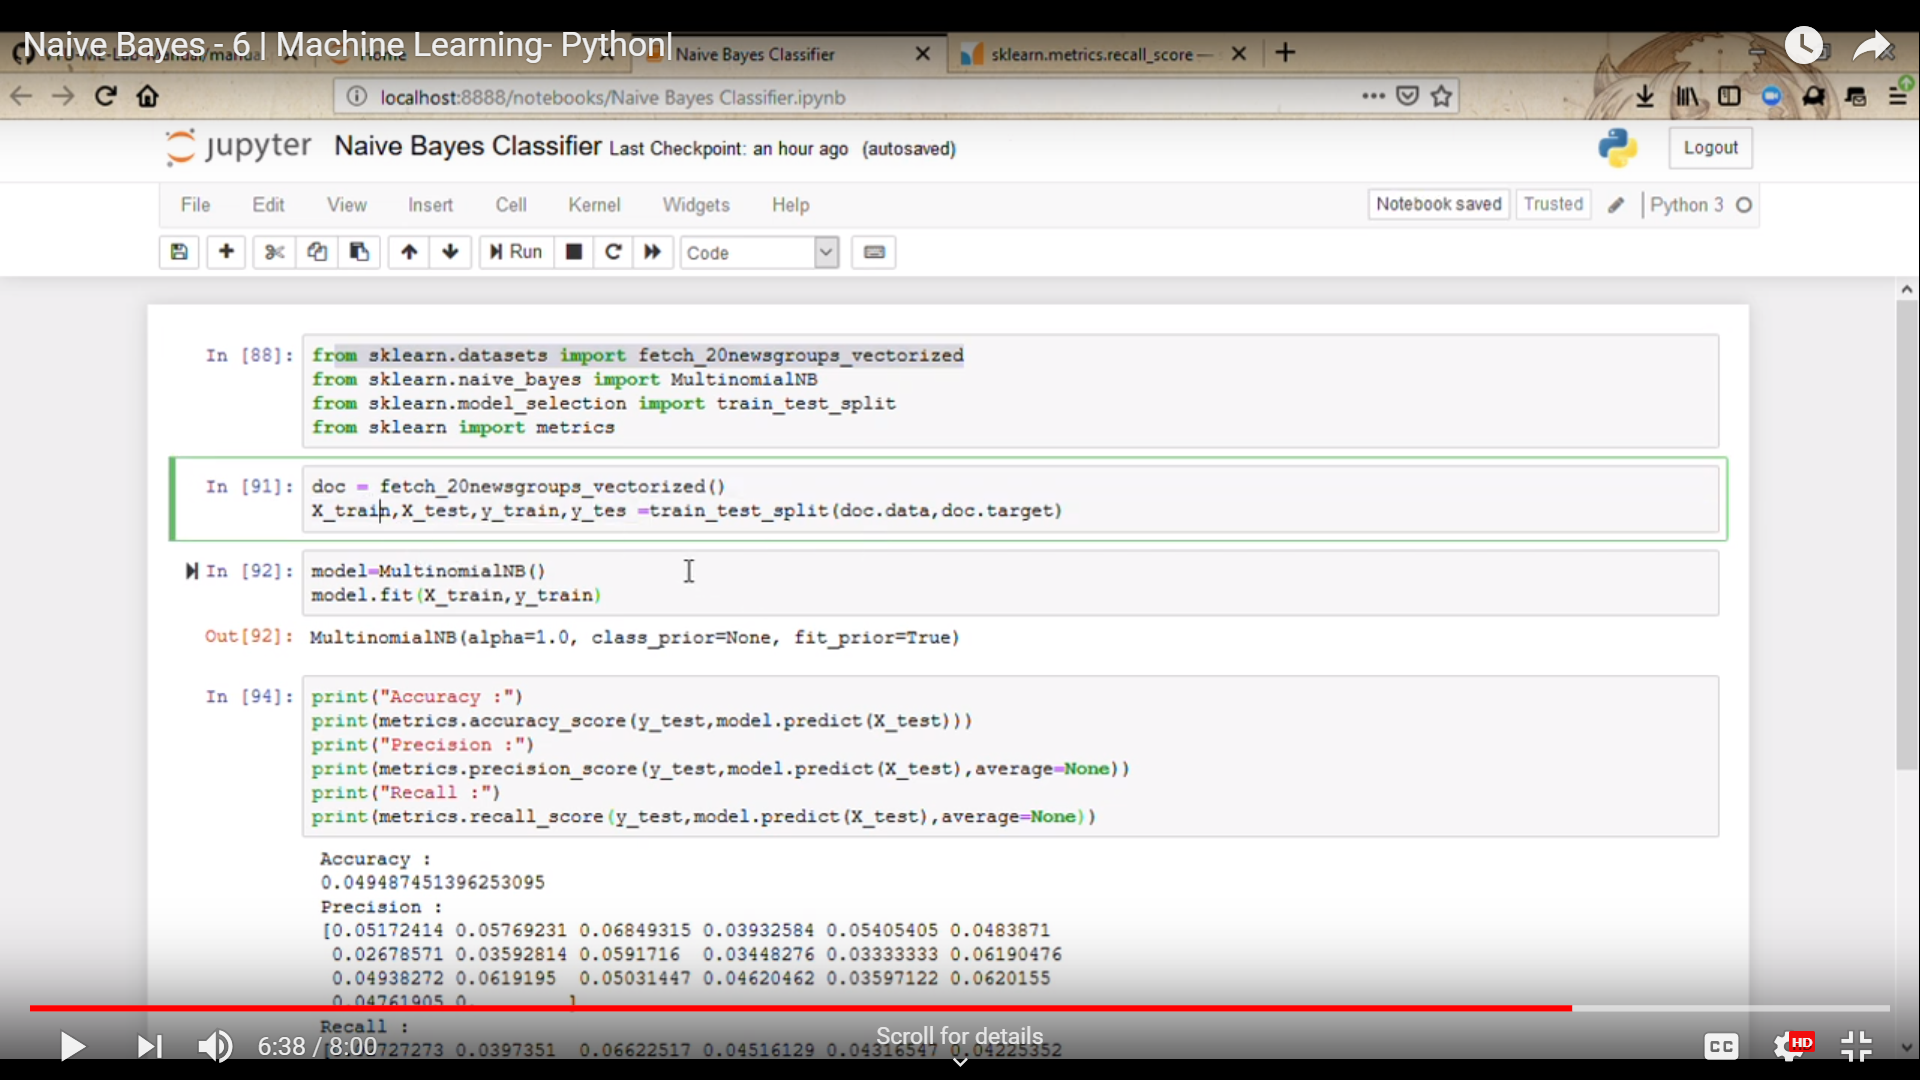 Naive Bayes - 6 | Machine Learning- Python|
Naive Bayes Classifier
sklearn.metrics.recall_score —
localhost:8888/notebooks/Naive Bayes Classifier.ipynb
jupyter Naive Bayes Classifier Last Checkpoint: an hour ago (autosaved)
Logout
File Edit View Insert Cell Kernel Widgets Help
Notebook saved Trusted Python 3
Run Code
In [88]: from sklearn.datasets import fetch_20newsgroups_vectorized
from sklearn.naive_bayes import MultinomialNB
from sklearn.model_selection import train_test_split
from sklearn import metrics
In [91]: doc = fetch_20newsgroups_vectorized()
X_train,X_test,y_train,y_tes =train_test_split(doc.data,doc.target)
In [92]: model=MultinomialNB()
model.fit(X_train,y_train)
Out[92]: MultinomialNB(alpha=1.0, class_prior=None, fit_prior=True)
In [94]: print("Accuracy :")
print(metrics.accuracy_score(y_test,model.predict(X_test)))
print("Precision :")
print(metrics.precision_score(y_test,model.predict(X_test),average=None))
print("Recall :")
print(metrics.recall_score(y_test,model.predict(X_test),average=None))
Accuracy :
0.049487451396253095
Precision :
[0.05172414 0.05769231 0.06849315 0.03932584 0.05405405 0.0483871
0.02678571 0.03592814 0.0591716 0.03448276 0.03333333 0.06190476
0.04938272 0.0619195 0.05031447 0.04620462 0.03597122 0.0620155
0.04761905 0. ]
Recall :
0.0397351 0.06622517 0.04516129 0.04316547 0.04225352
6:38 / 8:00
Scroll for details
CC
HD